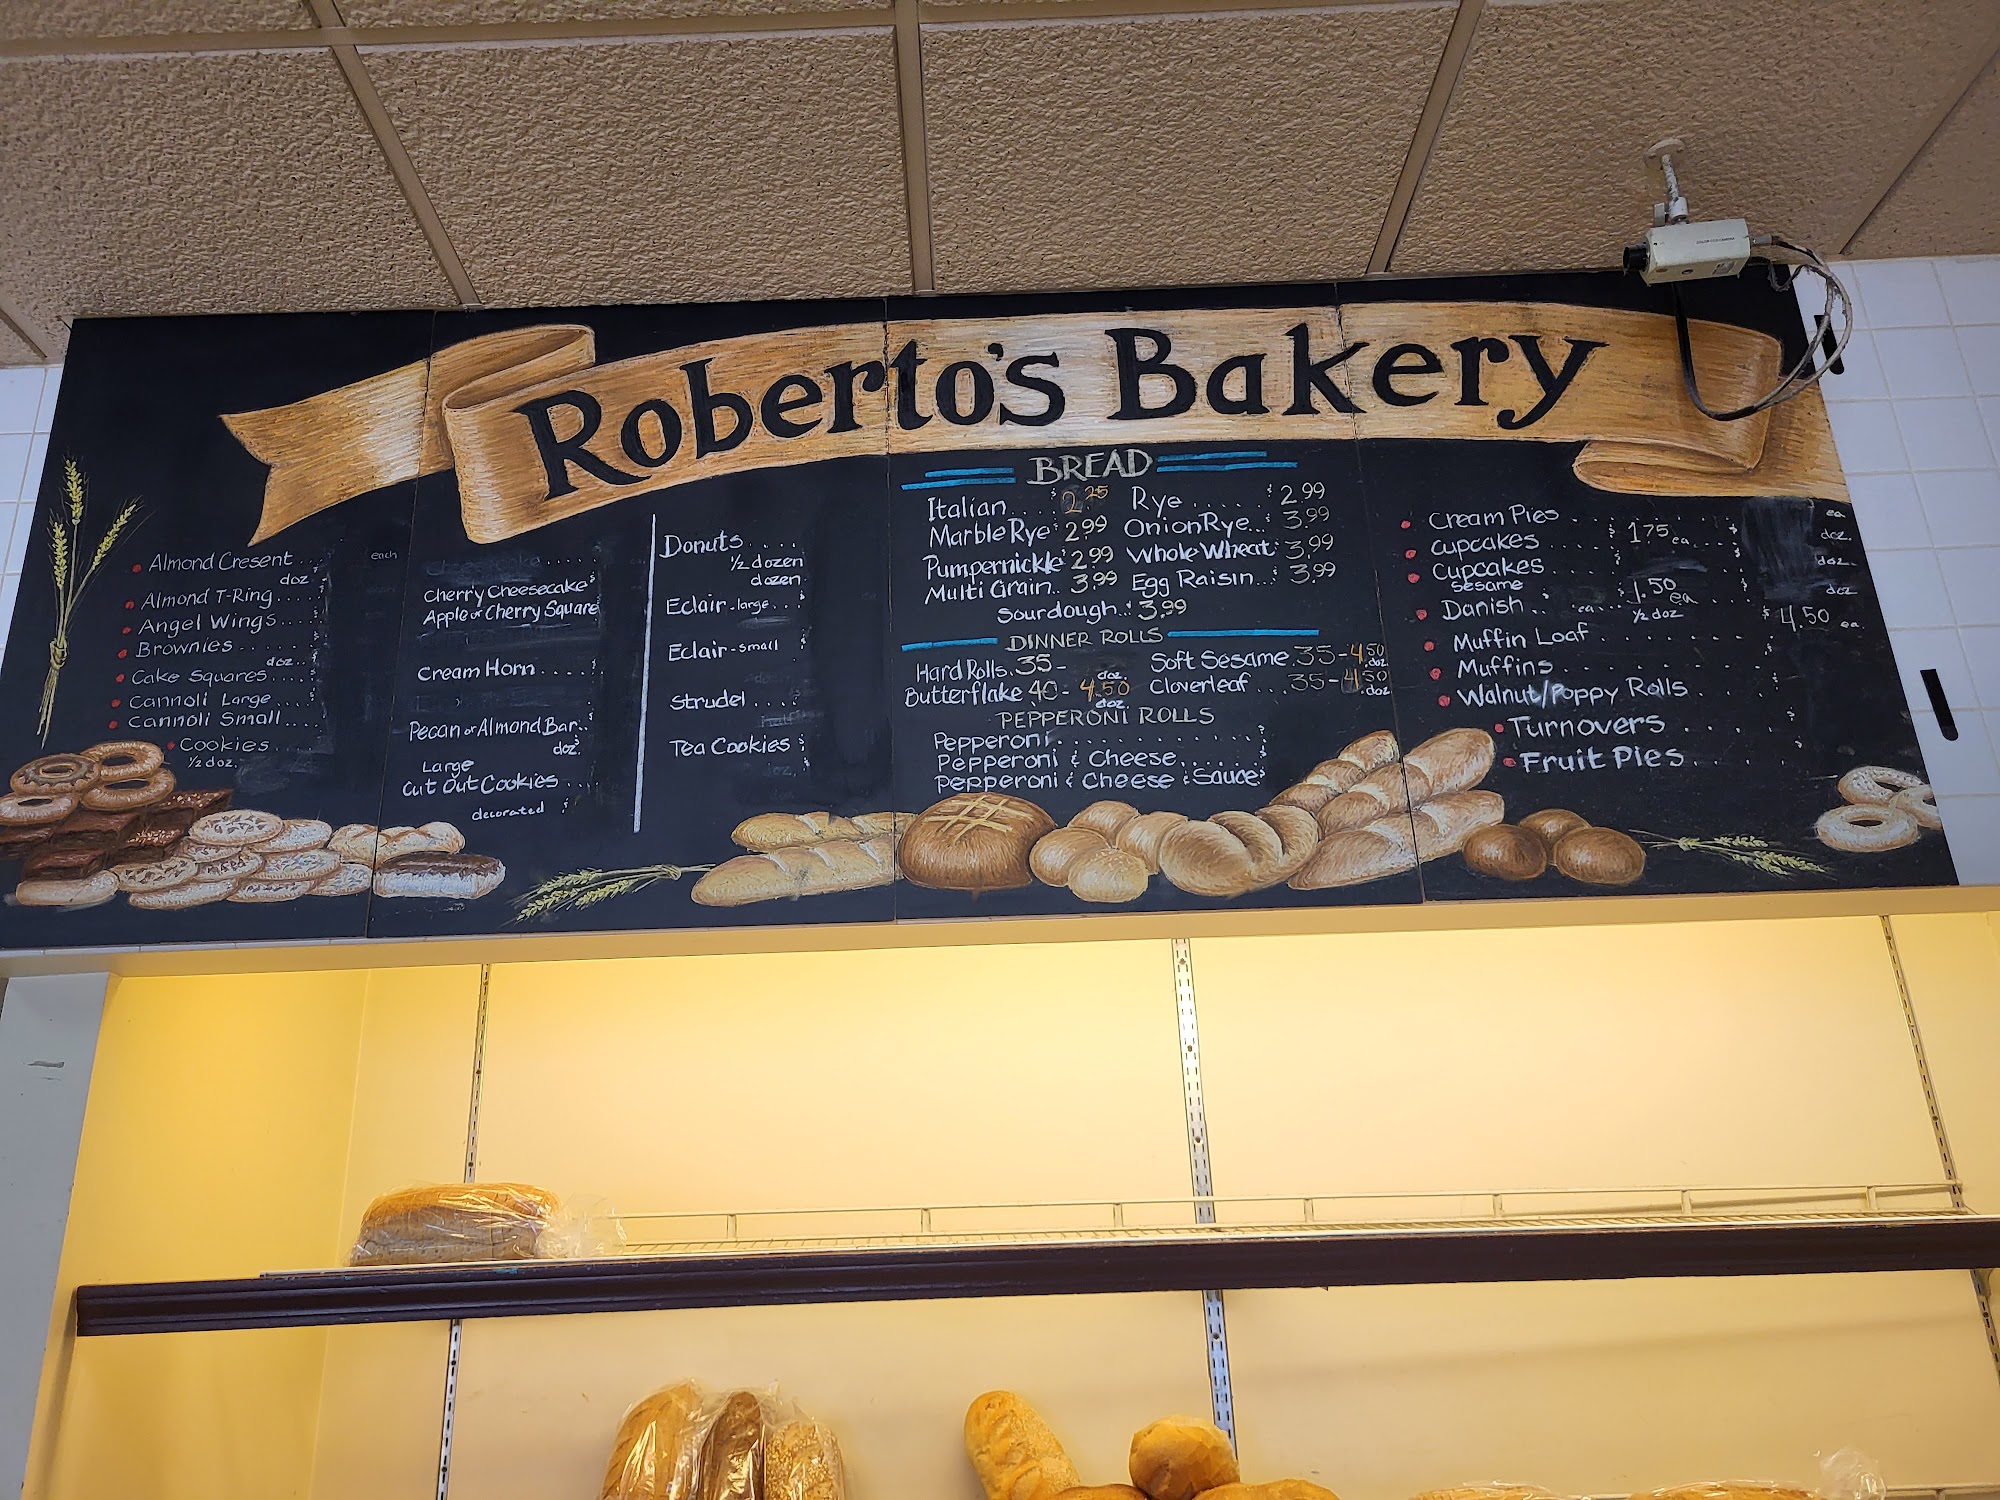 Roberto's Bakery
Almond Cresent....
doz
each
Almond T-Ring....
Angel Wings....
Brownies...
doz..
Cake Squares....
Cannoli Large....
Cannoli Small....
Cookies....
½ doz.
Cherry Cheesecake
Apple or Cherry Square
Cream Horn....
Pecan or Almond Bar..
doz.
Large
Cut Out Cookies...
decorated
Donuts....
½ dozen
dozen
Eclair-large...
Eclair-small
Strudel....
Tea Cookies
BREAD
Italian... $2.25 Rye..... $2.99
Marble Rye $2.99 Onion Rye... $3.99
Pumpernickle $2.99 Whole Wheat $3.99
Multi Grain.. $3.99 Egg Raisin... $3.99
Sourdough.. $3.99
DINNER ROLLS
Hard Rolls .35- doz. Soft Sesame .35-4.50 doz.
Butterflake .40-4.50 doz. Cloverleaf ... .35-4.50 doz.
PEPPERONI ROLLS
Pepperoni..........
Pepperoni & Cheese......
Pepperoni & Cheese & Sauce
Cream Pies.... ea
Cupcakes.... $1.75 ea. doz.
Cupcakes.... doz.
Sesame
Danish.. ea... $1.50 ea doz
½ doz
Muffin Loaf......... $4.50 ea.
Muffins........
Walnut/Poppy Rolls
Turnovers
Fruit Pies....